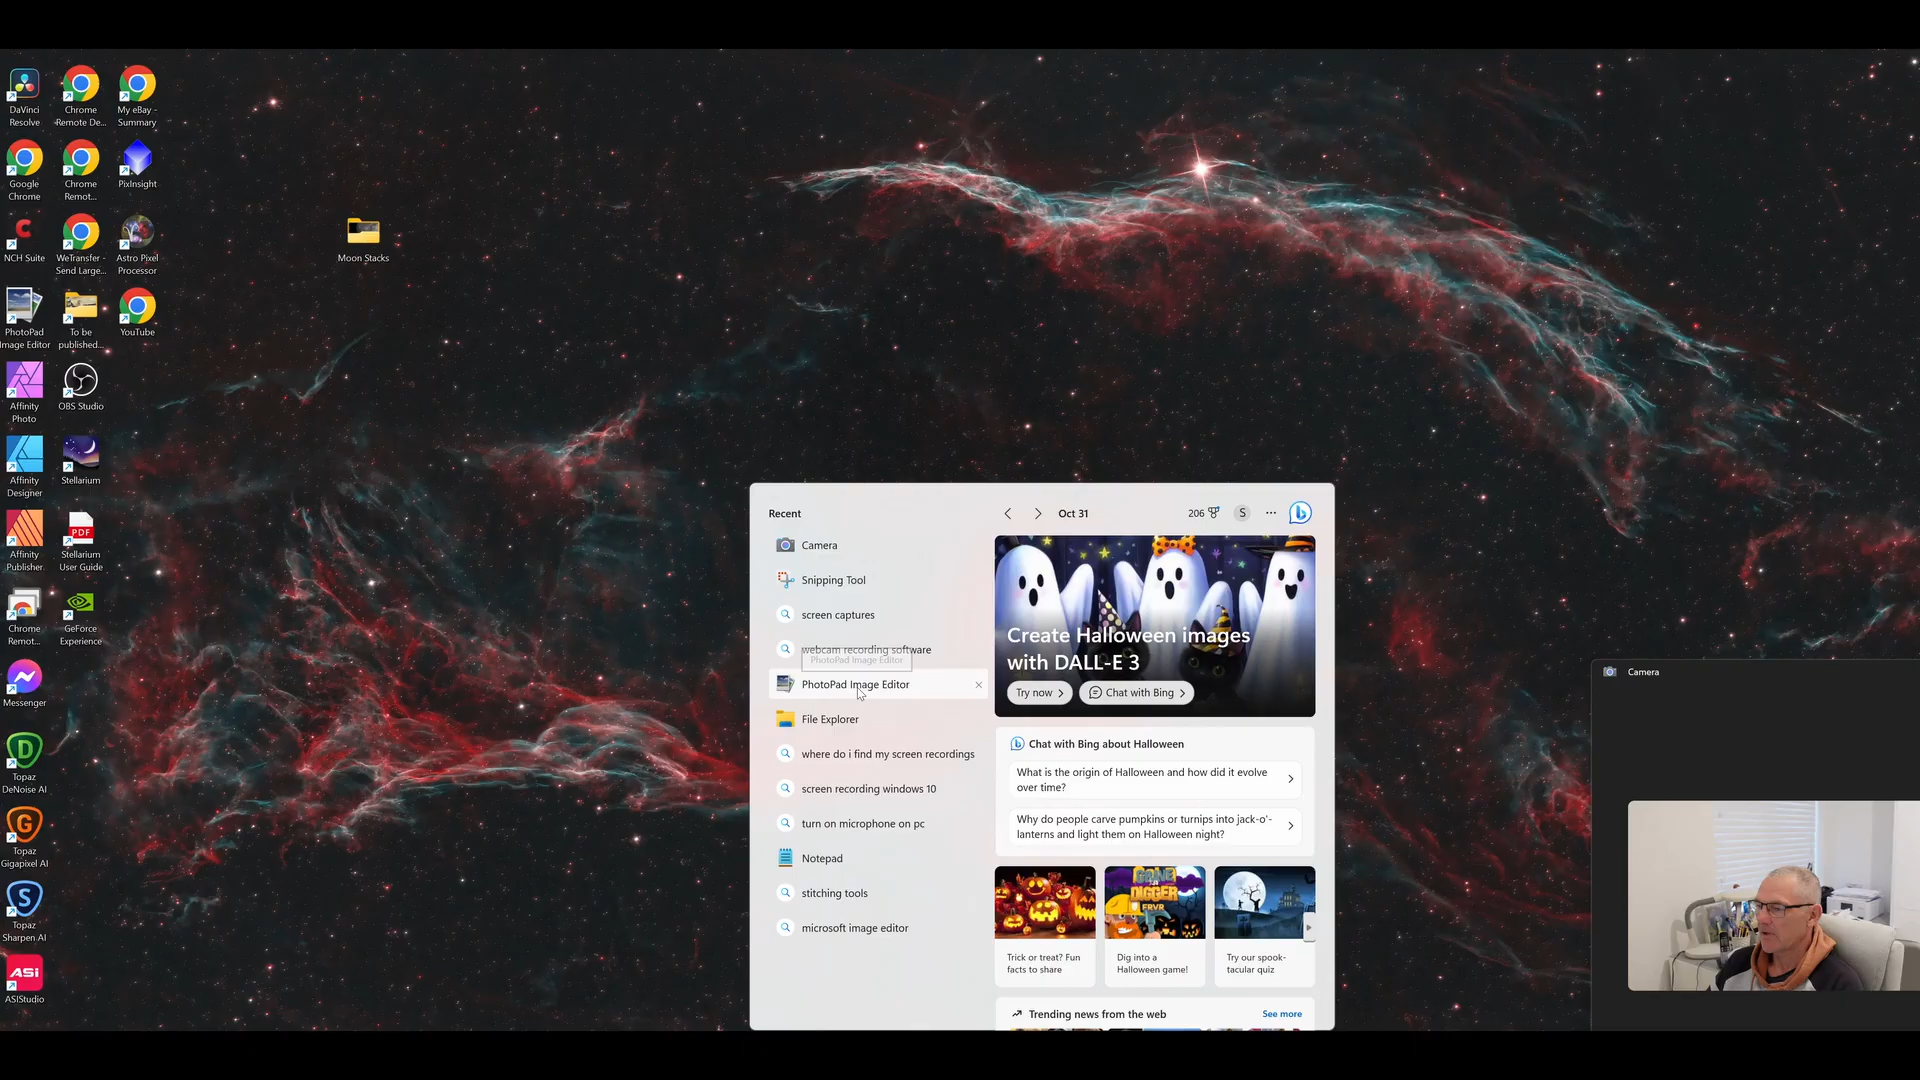 DaVinci
Resolve
Chrome
Remote De...
My eBay -
Summary
Google
Chrome
Chrome
Remot...
PixInsight
NCH Suite
WeTransfer -
Send Large...
Astro Pixel
Processor
Moon Stacks
PhotoPad
Image Editor
To be
published...
YouTube
Affinity
Photo
OBS Studio
Affinity
Designer
Stellarium
Affinity
Publisher
PDF
Stellarium
User Guide
Chrome
Remot...
GeForce
Experience
Messenger
Topaz
DeNoise AI
Topaz
Gigapixel AI
Topaz
Sharpen AI
ASi
ASIStudio
Recent
Camera
Snipping Tool
screen captures
webcam recording software
PhotoPad Image Editor
PhotoPad Image Editor
File Explorer
where do i find my screen recordings
screen recording windows 10
turn on microphone on pc
Notepad
stitching tools
microsoft image editor
Oct 31
206
S
Create Halloween images
with DALL-E 3
Try now
Chat with Bing
Chat with Bing about Halloween
What is the origin of Halloween and how did it evolve
over time?
Why do people carve pumpkins or turnips into jack-o'-
lanterns and light them on Halloween night?
GRAVE
DIGGER
FRVR
Trick or treat? Fun
facts to share
Dig into a
Halloween game!
Try our spook-
tacular quiz
Trending news from the web
See more
Camera